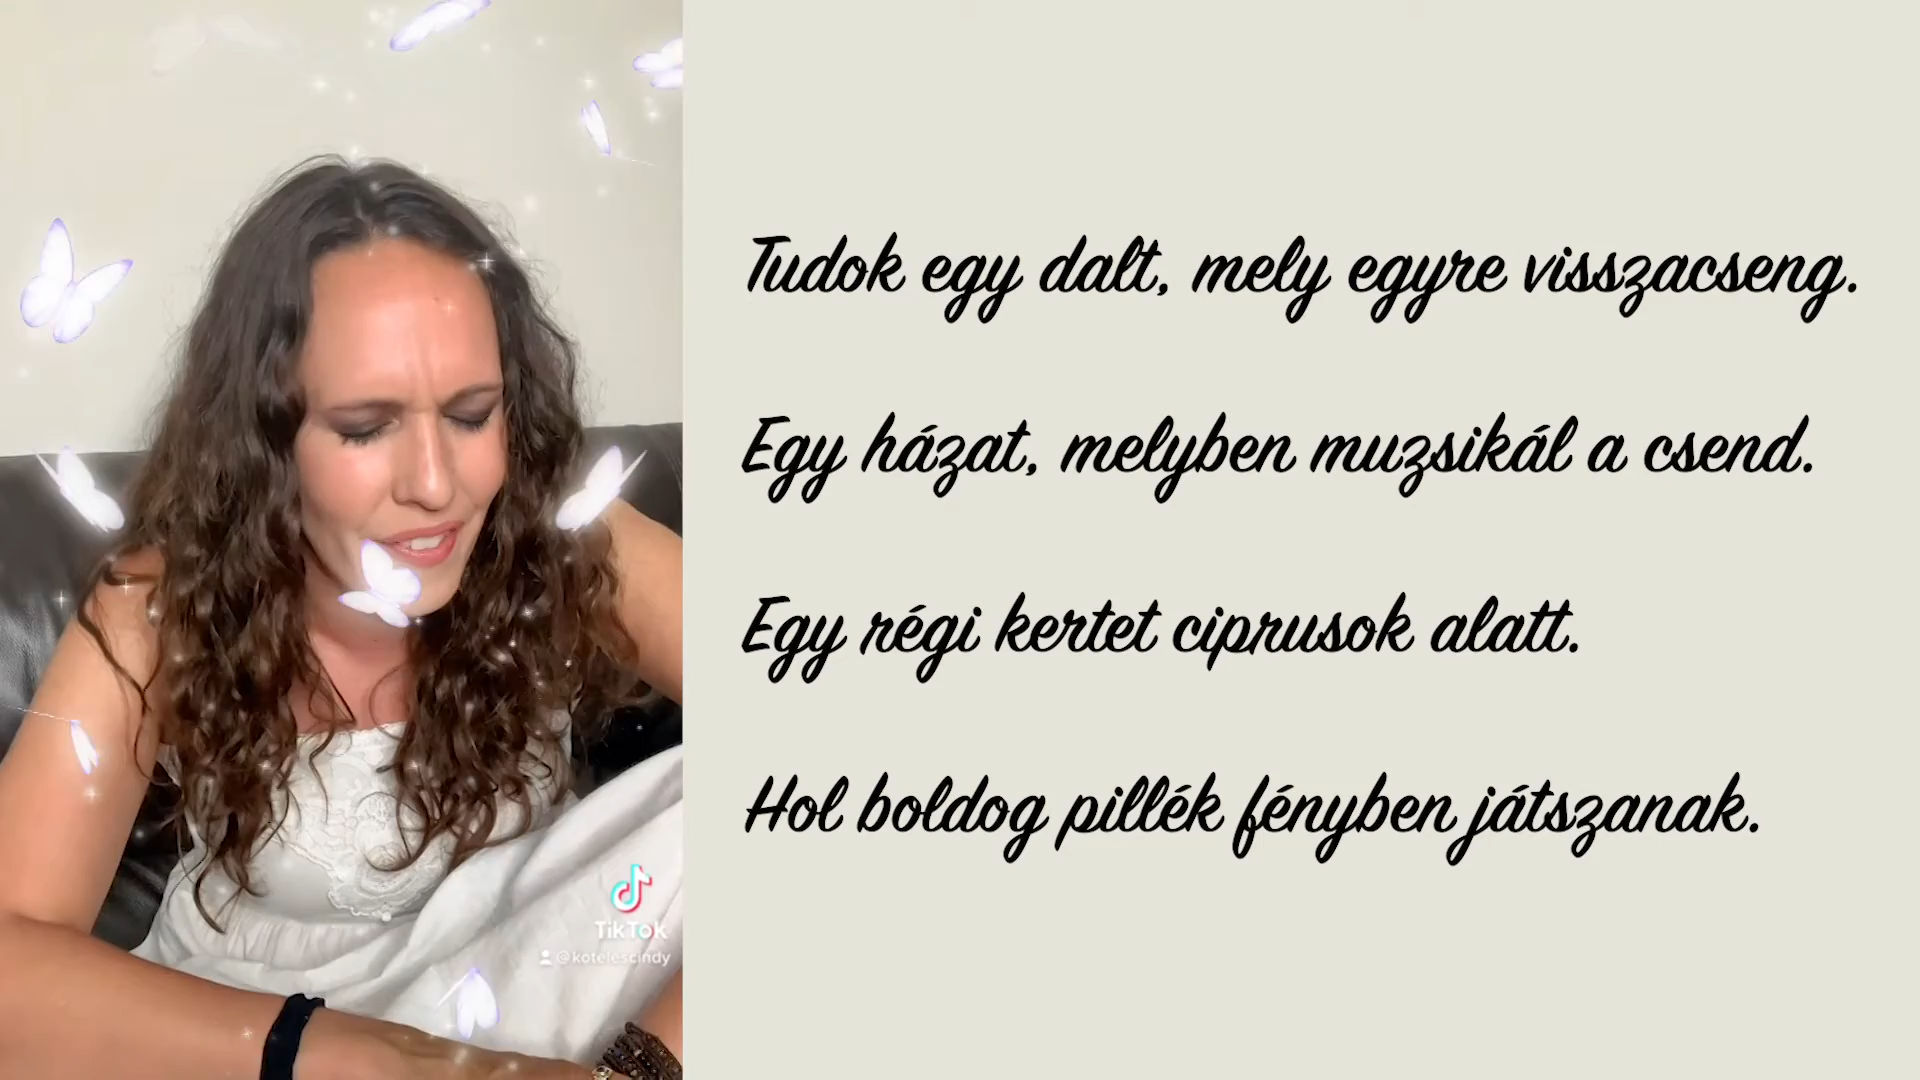 Tudok egy dalt, mely egyre visszacseng.
Egy házat, melyben muzsikál a csend.
Egy régi kertet ciprusok alatt.
Hol boldog pillék fényben játszanak.
TikTok
@kotelescindy